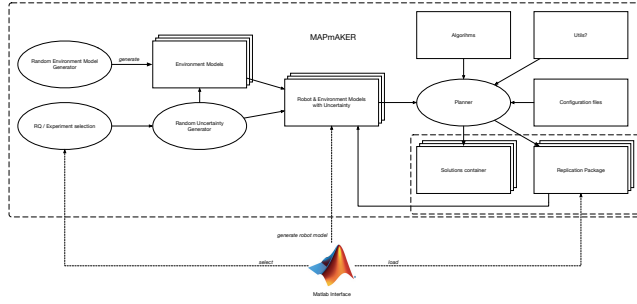 MAPmAKER
Random Environment Model
Generator
generate
Environment Models
Algorithms
Utils?
Robot & Environment Models
with Uncertainty
Planner
Configuration files
RQ / Experiment selection
Random Uncertainty
Generator
Solutions container
Replication Package
generate robot model
select
load
Matlab Interface